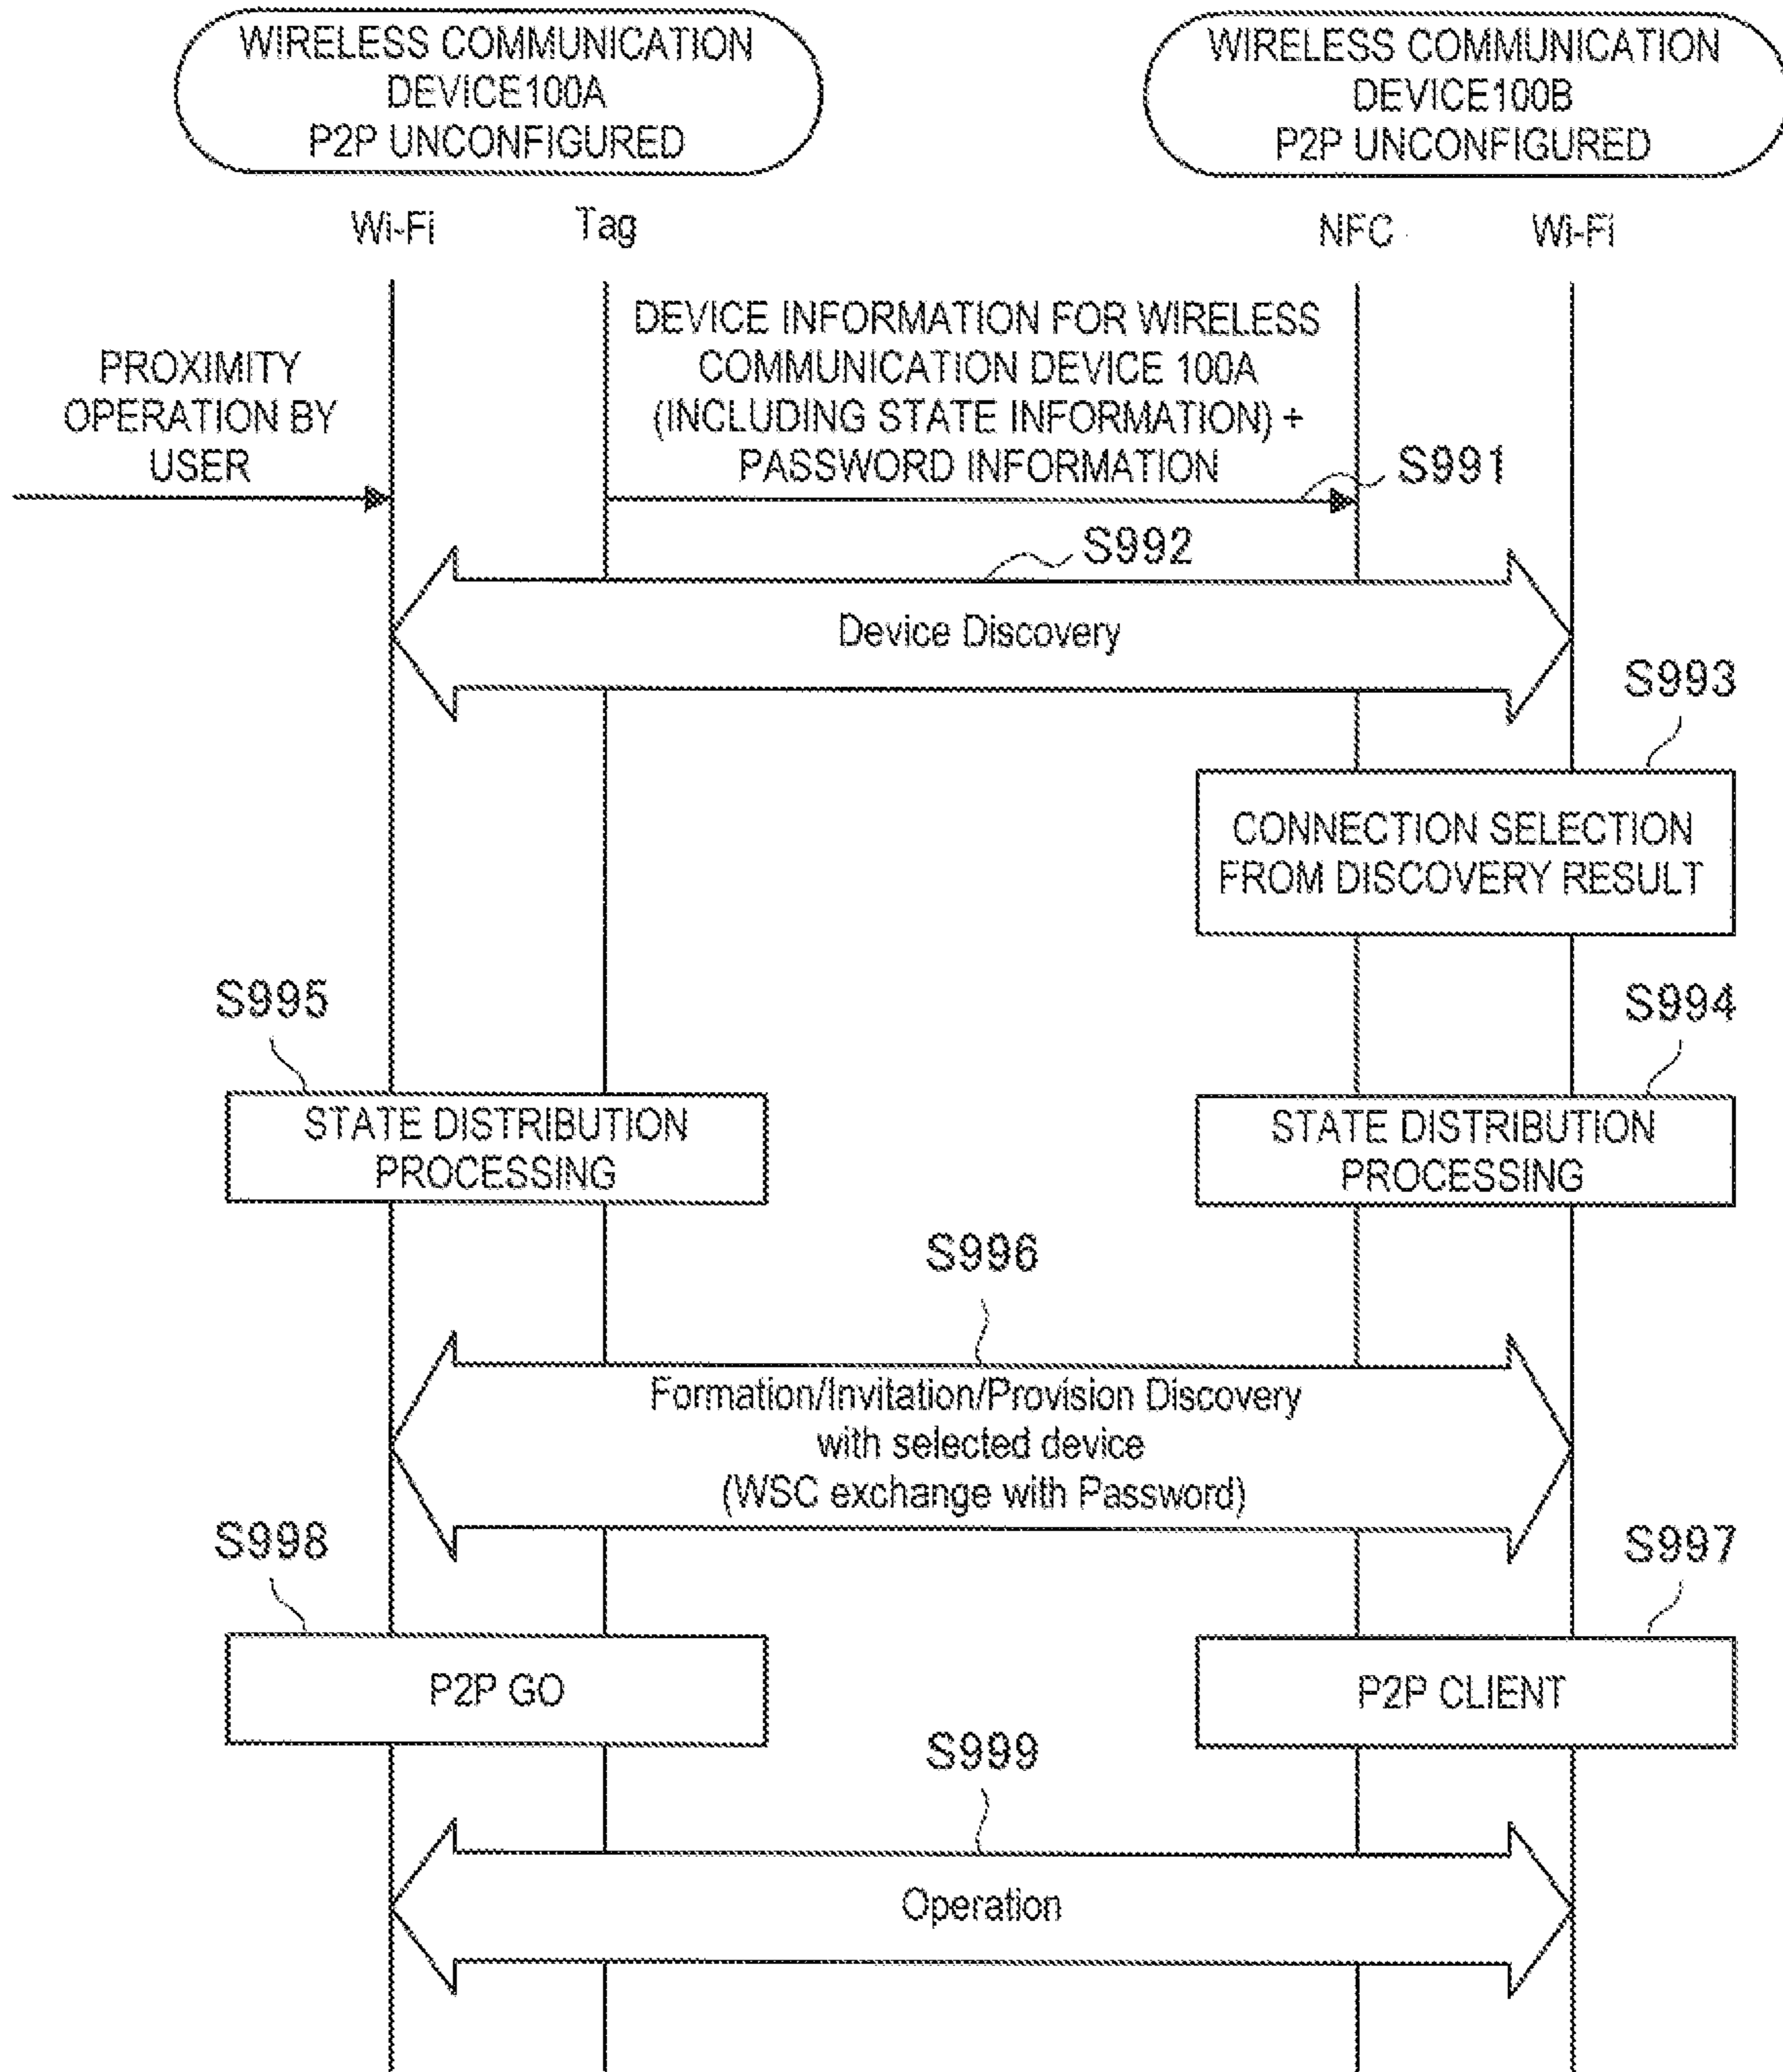 WIRELESS COMMUNICATION
DEVICE100A
P2P UNCONFIGURED
WIRELESS COMMUNICATION
DEVICE100B
P2P UNCONFIGURED
Wi-Fi
Tag
NFC
Wi-Fi
PROXIMITY
OPERATION BY
USER
DEVICE INFORMATION FOR WIRELESS
COMMUNICATION DEVICE 100A
(INCLUDING STATE INFORMATION) +
PASSWORD INFORMATION
S991
S992
Device Discovery
S993
CONNECTION SELECTION
FROM DISCOVERY RESULT
S995
S994
STATE DISTRIBUTION
PROCESSING
STATE DISTRIBUTION
PROCESSING
S996
Formation/Invitation/Provision Discovery
with selected device
(WSC exchange with Password)
S998
S997
P2P GO
P2P CLIENT
S999
Operation